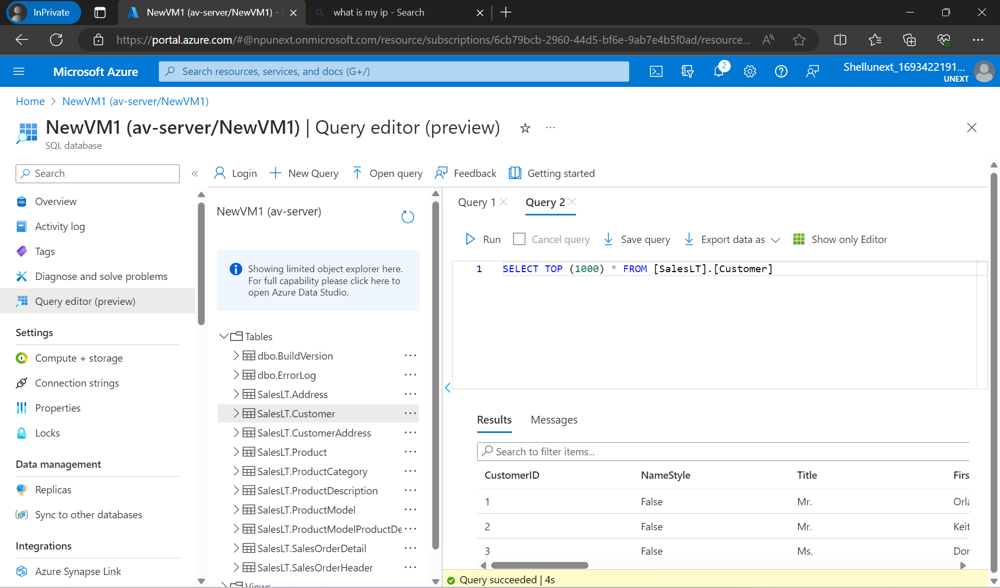 InPrivate
NewVM1 (av-server/NewVM1) -
what is my ip - Search
https://portal.azure.com/#@npunext.onmicrosoft.com/resource/subscriptions/6cb79bcb-2960-44d5-bf6e-9ab7e4b5f0ad/resource...
Microsoft Azure
Search resources, services, and docs (G+/)
2
Shellunext_1693422191...
UNEXT
Home > NewVM1 (av-server/NewVM1)
NewVM1 (av-server/NewVM1) | Query editor (preview)
SQL database
Search
Overview
Activity log
Tags
Diagnose and solve problems
Query editor (preview)
Settings
Compute + storage
Connection strings
Properties
Locks
Data management
Replicas
Sync to other databases
Integrations
Azure Synapse Link
Login
New Query
Open query
Feedback
Getting started
NewVM1 (av-server)
Showing limited object explorer here.
For full capability please click here to
open Azure Data Studio.
Tables
dbo.BuildVersion
dbo.ErrorLog
SalesLT.Address
SalesLT.Customer
SalesLT.CustomerAddress
SalesLT.Product
SalesLT.ProductCategory
SalesLT.ProductDescription
SalesLT.ProductModel
SalesLT.ProductModelProductDe
SalesLT.SalesOrderDetail
SalesLT.SalesOrderHeader
Views
Query 1
Query 2
Run
Cancel query
Save query
Export data as
Show only Editor
1 SELECT TOP (1000) * FROM [SalesLT].[Customer]
Results
Messages
Search to filter items...
CustomerID NameStyle Title Firs
1 False Mr. Orla
2 False Mr. Keit
3 False Ms. Dor
Query succeeded | 4s